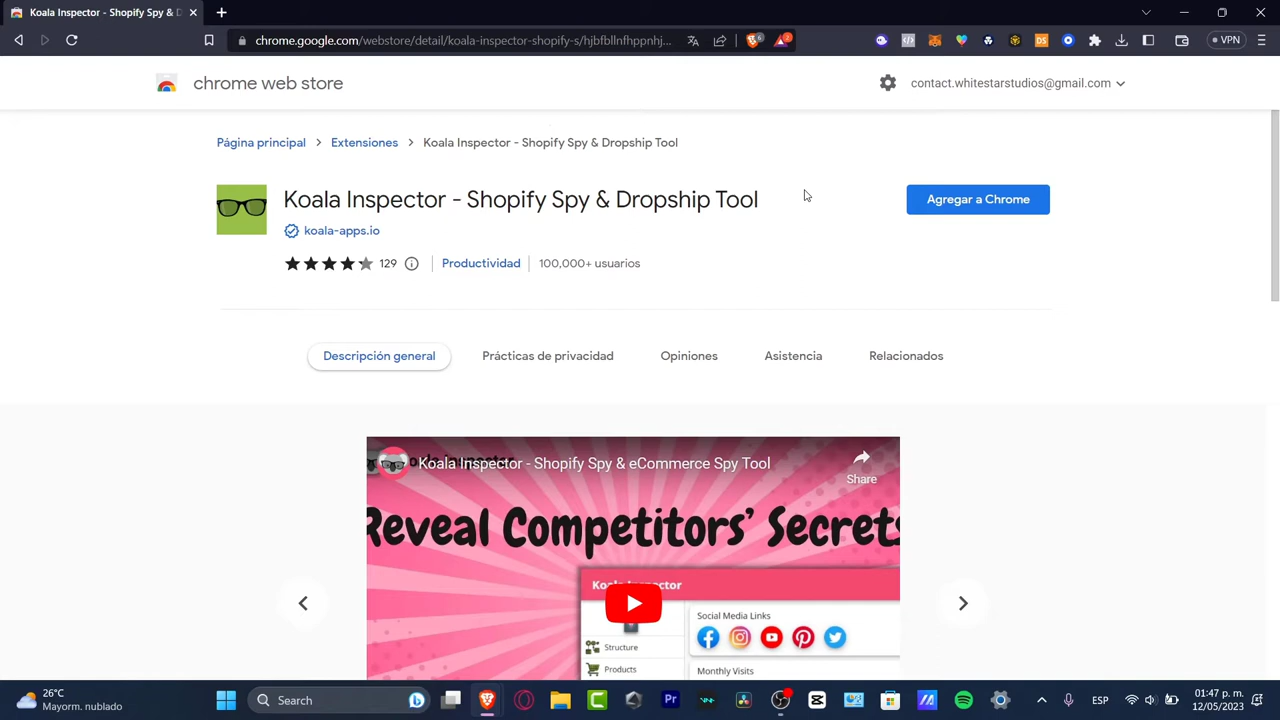 Koala Inspector - Shopify Spy & D
chrome.google.com/webstore/detail/koala-inspector-shopify-s/hjbfbllnfhppnhj...
6
2
DS
VPN
chrome web store
contact.whitestarstudios@gmail.com
Página principal > Extensiones > Koala Inspector - Shopify Spy & Dropship Tool
Koala Inspector - Shopify Spy & Dropship Tool
Agregar a Chrome
koala-apps.io
129
Productividad
100,000+ usuarios
Descripción general
Prácticas de privacidad
Opiniones
Asistencia
Relacionados
Koala Inspector - Shopify Spy & eCommerce Spy Tool
Share
Reveal Competitors' Secrets
Koala Inspector
Social Media Links
Structure
Products
Monthly Visits
26°C
Mayorm. nublado
Search
Pr
ESP
01:47 p. m.
12/05/2023